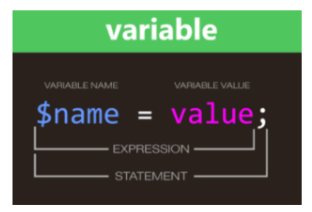 variable
VARIABLE NAME VARIABLE VALUE
$name = value;
EXPRESSION
STATEMENT